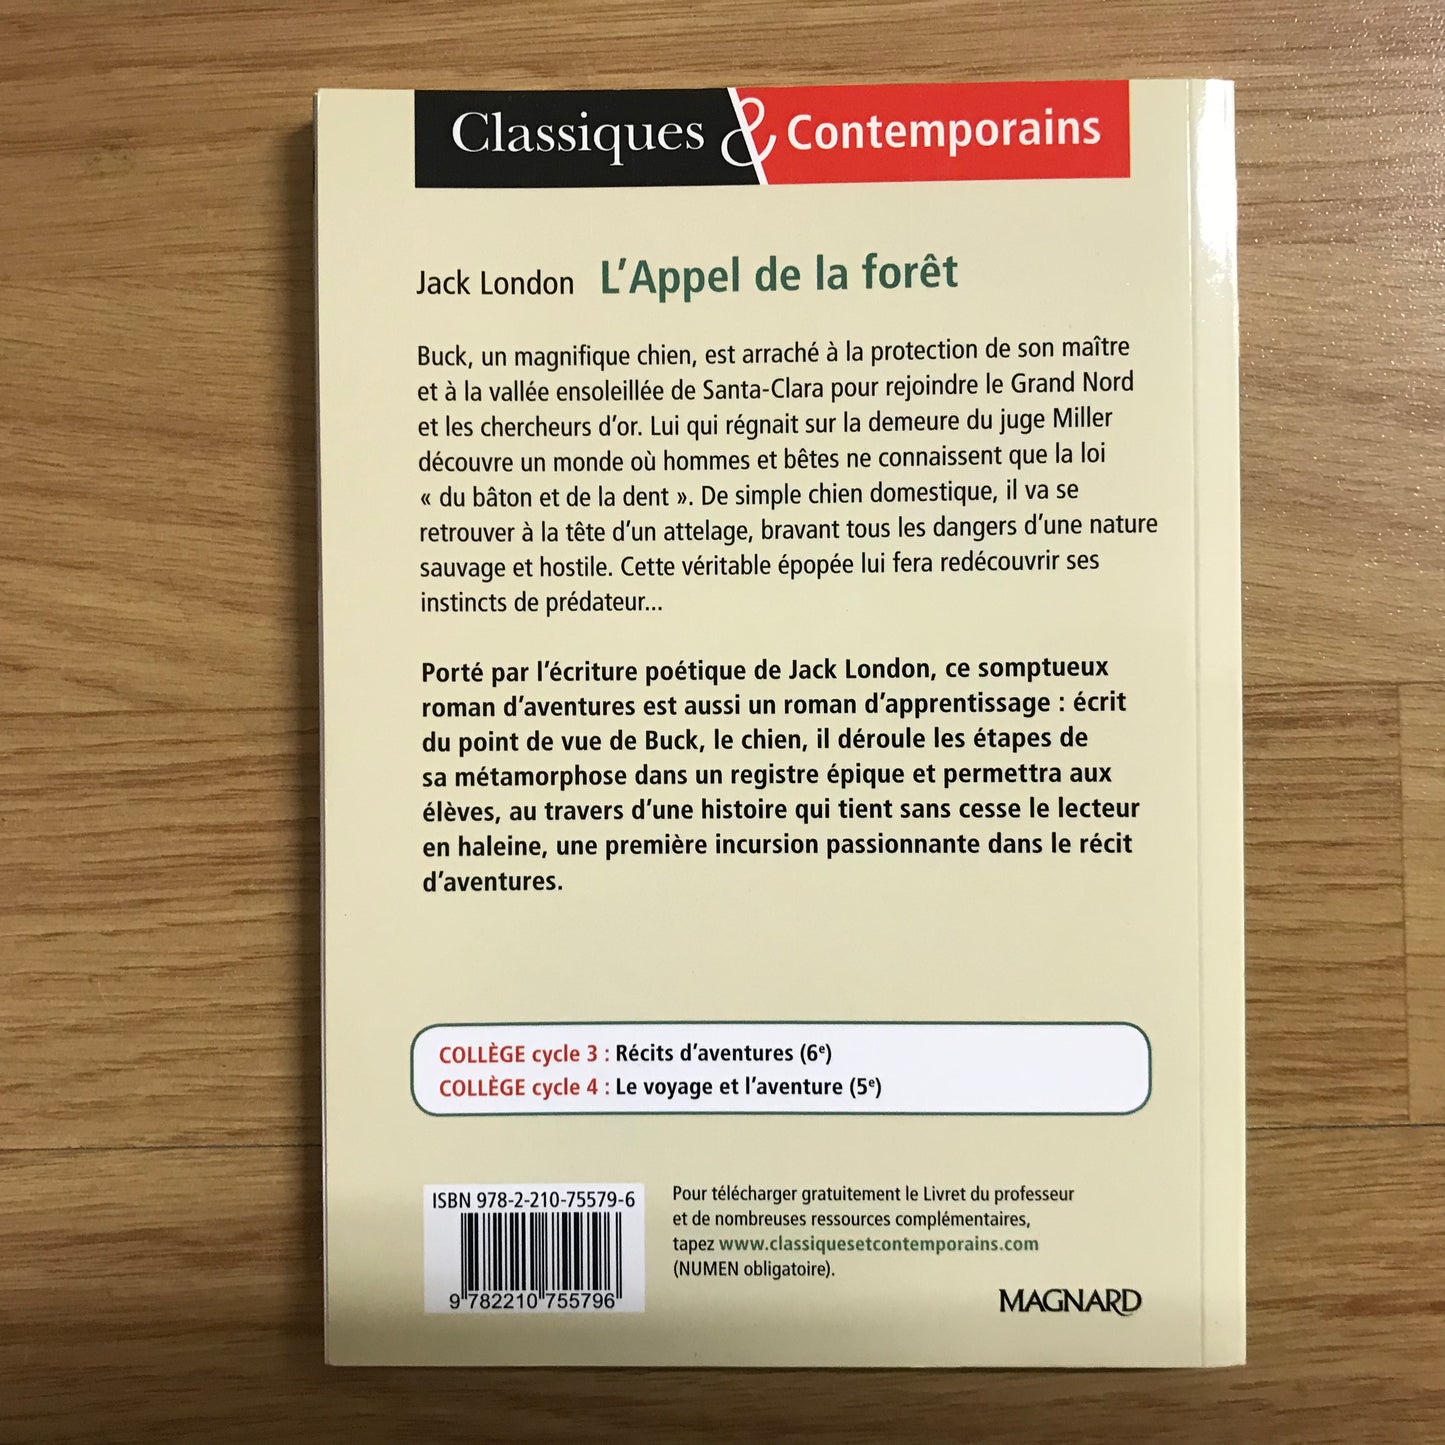 Classiques & Contemporains
Jack London L'Appel de la forêt
Buck, un magnifique chien, est arraché à la protection de son maître
et à la vallée ensoleillée de Santa-Clara pour rejoindre le Grand Nord
et les chercheurs d'or. Lui qui régnait sur la demeure du juge Miller
découvre un monde où hommes et bêtes ne connaissent que la loi
« du bâton et de la dent ». De simple chien domestique, il va se
retrouver à la tête d'un attelage, bravant tous les dangers d'une nature
sauvage et hostile. Cette véritable épopée lui fera redécouvrir ses
instincts de prédateur...
Porté par l'écriture poétique de Jack London, ce somptueux
roman d'aventures est aussi un roman d'apprentissage : écrit
du point de vue de Buck, le chien, il déroule les étapes de
sa métamorphose dans un registre épique et permettra aux
élèves, au travers d'une histoire qui tient sans cesse le lecteur
en haleine, une première incursion passionnante dans le récit
d'aventures.
COLLÈGE cycle 3 : Récits d'aventures (6e)
COLLÈGE cycle 4 : Le voyage et l'aventure (5e)
ISBN 978-2-210-75579-6
9 782210 755796
Pour télécharger gratuitement le Livret du professeur
et de nombreuses ressources complémentaires,
tapez www.classiquesetcontemporains.com
(NUMEN obligatoire).
MAGNARD